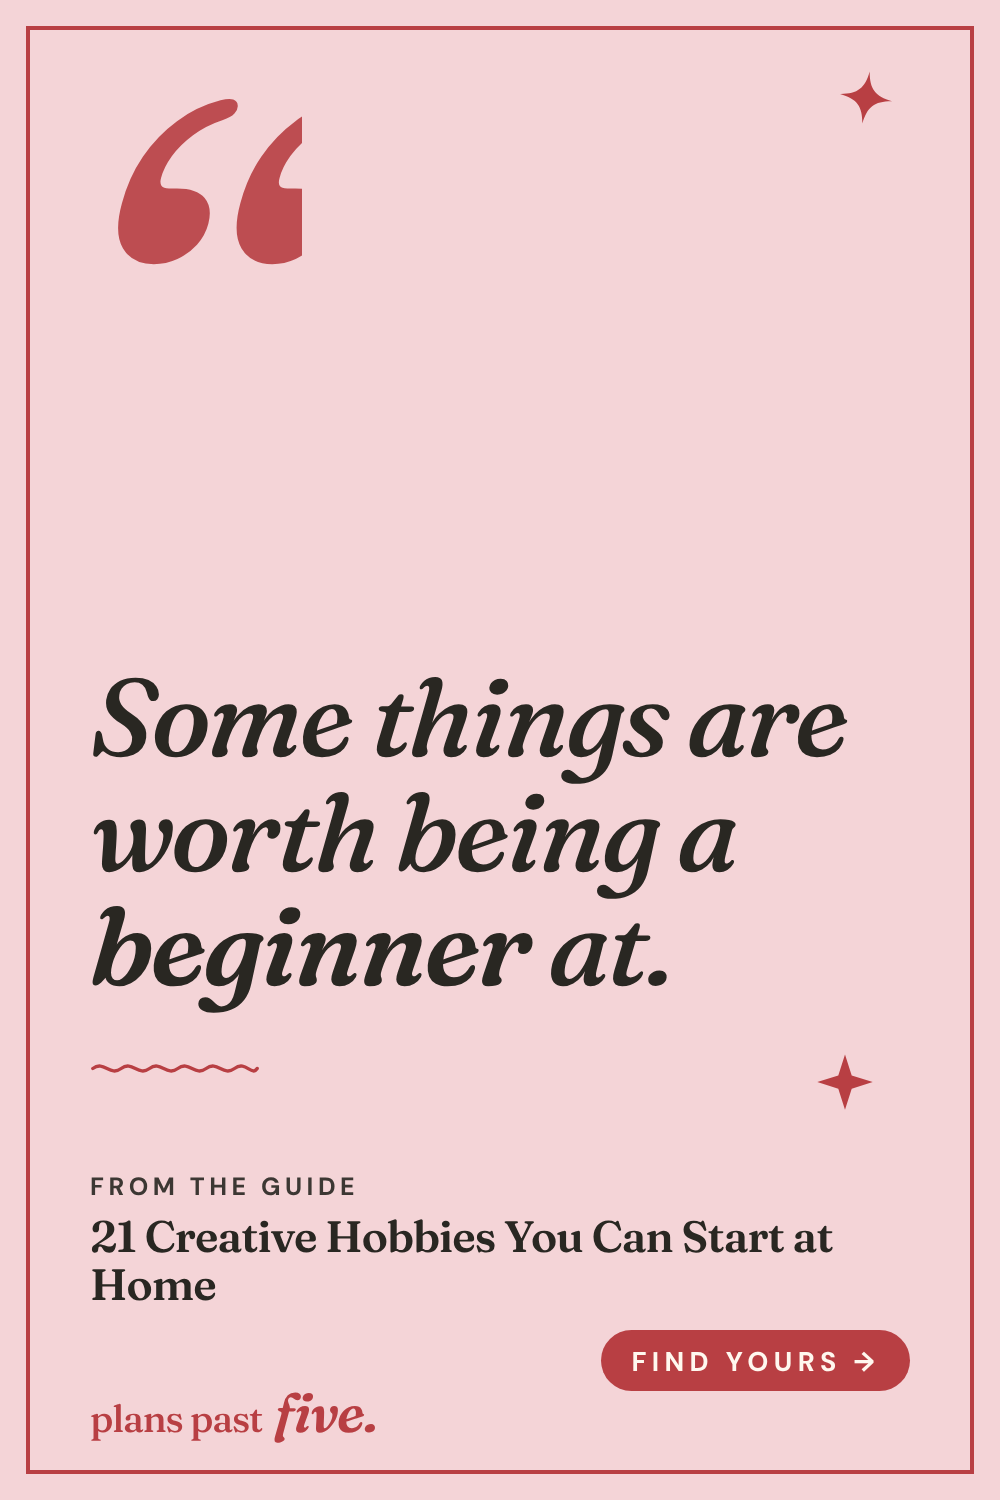 “
Some things are
worth being a
beginner at.
FROM THE GUIDE
21 Creative Hobbies You Can Start at
Home
FIND YOURS →
plans past five.